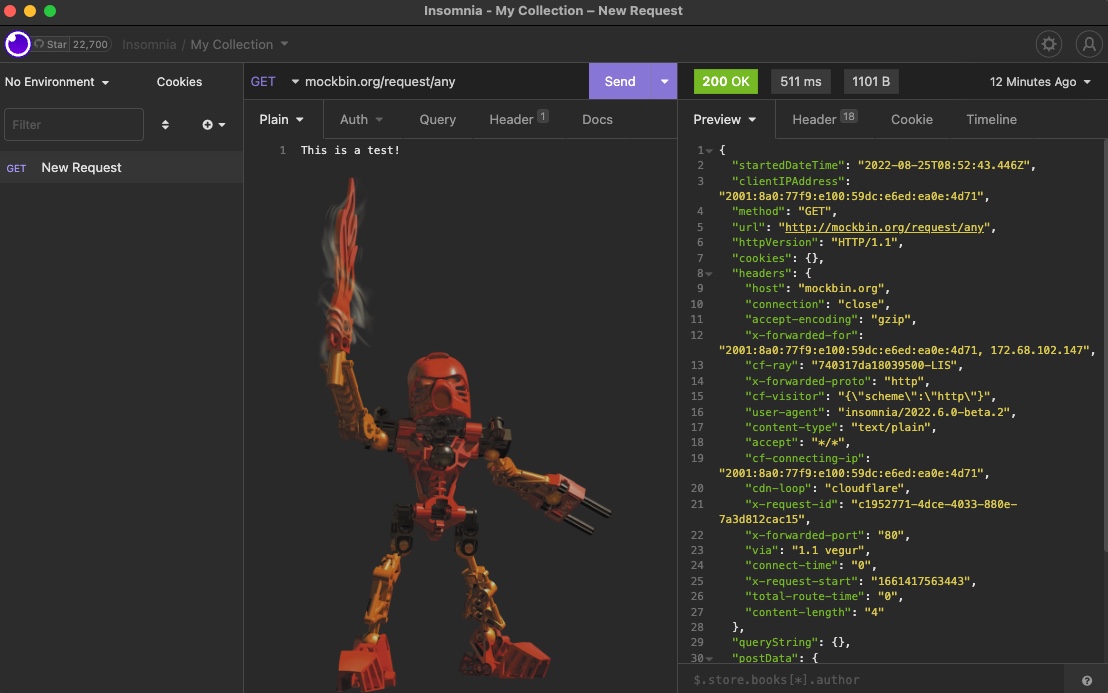 Insomnia - My Collection – New Request
Star 22,700
Insomnia / My Collection
No Environment
Cookies
GET mockbin.org/request/any
Send
200 OK
511 ms
1101 B
12 Minutes Ago
Filter
GET New Request
Plain
Auth
Query
Header 1
Docs
1 This is a test!
Preview
Header 18
Cookie
Timeline
1 {
2 "startedDateTime": "2022-08-25T08:52:43.446Z",
3 "clientIPAddress":
"2001:8a0:77f9:e100:59dc:e6ed:ea0e:4d71",
4 "method": "GET",
5 "url": "http://mockbin.org/request/any",
6 "httpVersion": "HTTP/1.1",
7 "cookies": {},
8 "headers": {
9 "host": "mockbin.org",
10 "connection": "close",
11 "accept-encoding": "gzip",
12 "x-forwarded-for":
"2001:8a0:77f9:e100:59dc:e6ed:ea0e:4d71, 172.68.102.147",
13 "cf-ray": "740317da18039500-LIS",
14 "x-forwarded-proto": "http",
15 "cf-visitor": "{\"scheme\":\"http\"}",
16 "user-agent": "insomnia/2022.6.0-beta.2",
17 "content-type": "text/plain",
18 "accept": "*/*",
19 "cf-connecting-ip":
"2001:8a0:77f9:e100:59dc:e6ed:ea0e:4d71",
20 "cdn-loop": "cloudflare",
21 "x-request-id": "c1952771-4dce-4033-880e-
7a3d812cac15",
22 "x-forwarded-port": "80",
23 "via": "1.1 vegur",
24 "connect-time": "0",
25 "x-request-start": "1661417563443",
26 "total-route-time": "0",
27 "content-length": "4"
28 },
29 "queryString": {},
30 "postData": {
$.store.books[*].author